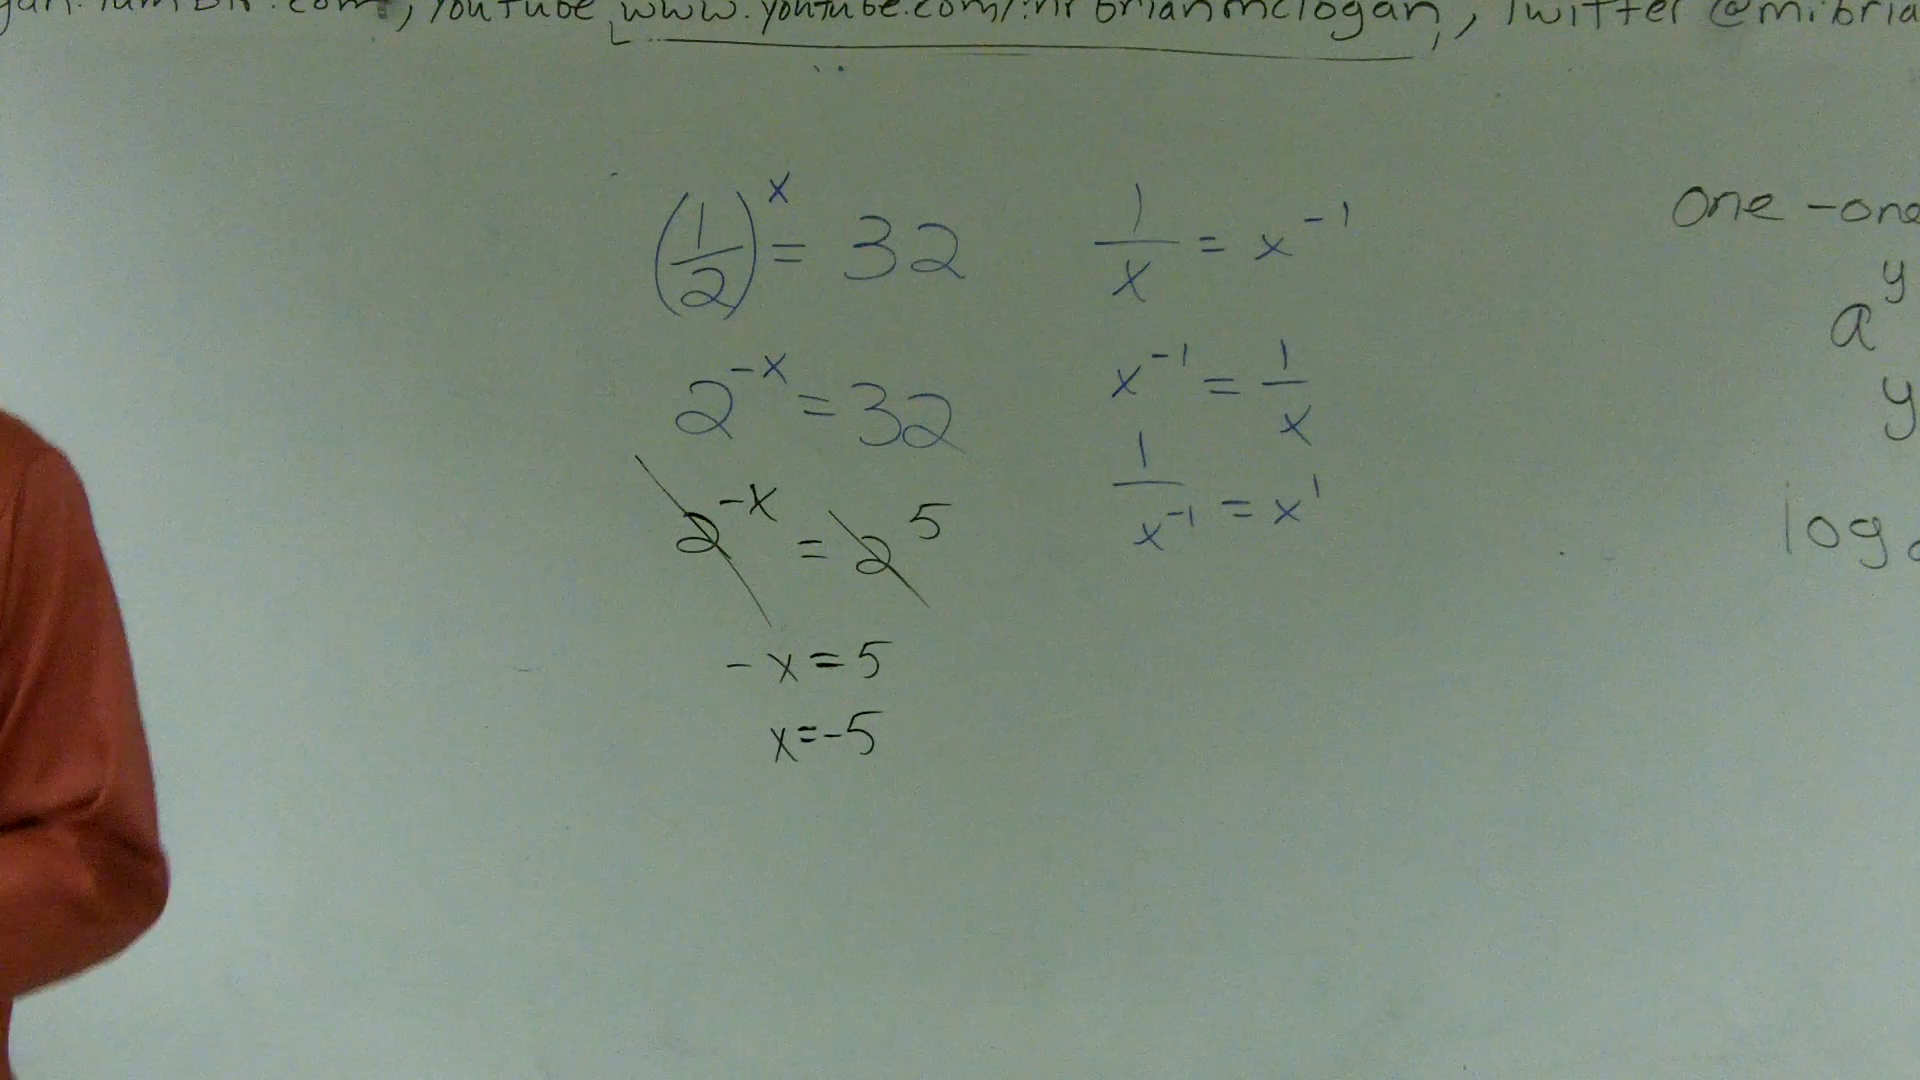 , YouTube www.youtube.com/mrbrianmclogan, Twitter @mrbria
(1/2)^x = 32
2^-x = 32
2^-x = 2^5
-x = 5
x = -5
1/x = x^-1
x^-1 = 1/x
1/x^-1 = x^1
one-one
a^y
y
log